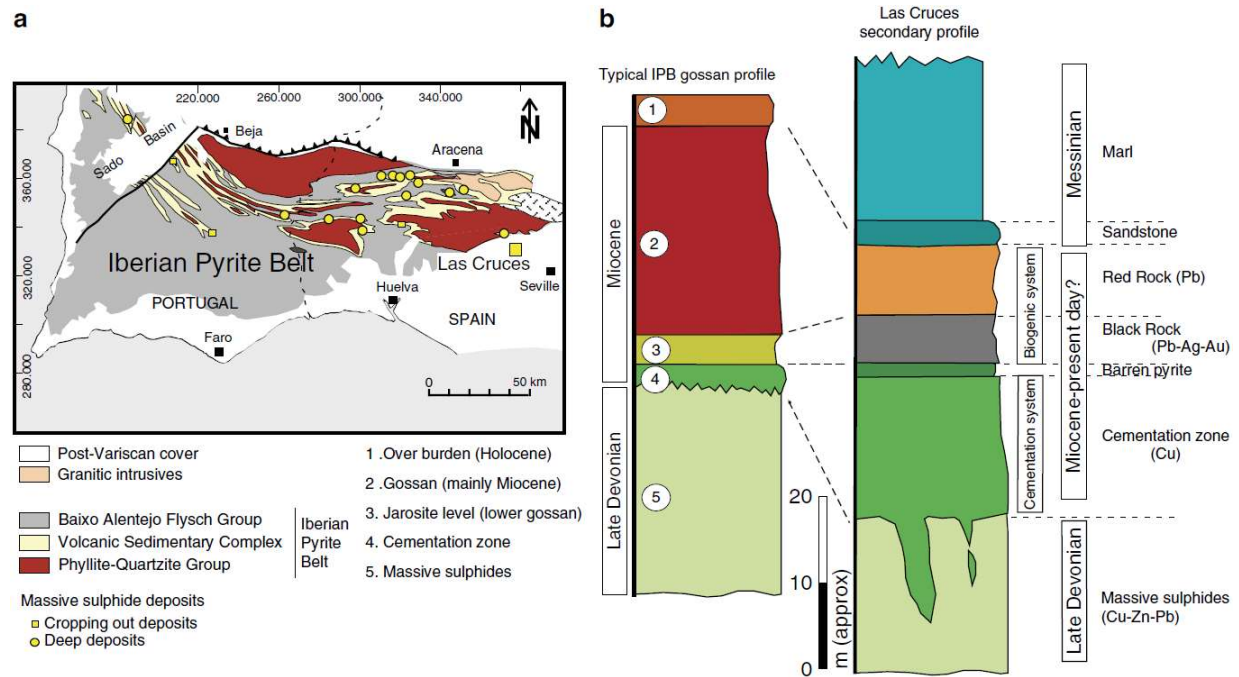 a
220.000
260.000
300.000
340.000
360.000
320.000
280.000
Sado
Basin
Beja
N
Aracena
Iberian Pyrite Belt
Las Cruces
PORTUGAL
Huelva
Seville
SPAIN
Faro
0
50 km
Post-Variscan cover
Granitic intrusives
Baixo Alentejo Flysch Group
Volcanic Sedimentary Complex
Phyllite-Quartzite Group
Iberian
Pyrite
Belt
Massive sulphide deposits
Cropping out deposits
Deep deposits
1 .Over burden (Holocene)
2 .Gossan (mainly Miocene)
3. Jarosite level (lower gossan)
4. Cementation zone
5. Massive sulphides
b
Typical IPB gossan profile
1
2
3
4
5
Miocene
Late Devonian
20
10
0
m (approx)
Las Cruces
secondary profile
Biogenic system
Cementation system
Messinian
Miocene-present day?
Late Devonian
Marl
Sandstone
Red Rock (Pb)
Black Rock
(Pb-Ag-Au)
Barren pyrite
Cementation zone
(Cu)
Massive sulphides
(Cu-Zn-Pb)